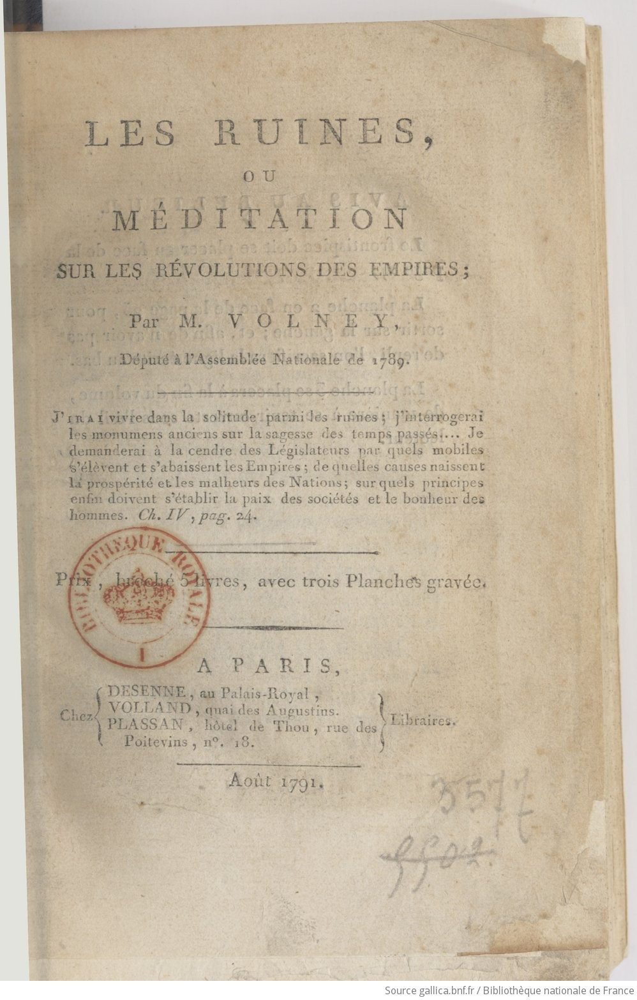 LES RUINES,
OU
MÉDITATION
SUR LES RÉVOLUTIONS DES EMPIRES;
Par M. VOLNEY,
Député à l'Assemblée Nationale de 1789.
J'IRAI vivre dans la solitude parmi les ruines; j'interrogerai
les monumens anciens sur la sagesse des temps passés.... Je
demanderai à la cendre des Législateurs par quels mobiles
s'élèvent et s'abaissent les Empires; de quelles causes naissent
la prospérité et les malheurs des Nations; sur quels principes
enfin doivent s'établir la paix des sociétés et le bonheur des
hommes. Ch. IV, pag. 24.
BIBLIOTHEQUE ROYALE
I
Prix, broché 5 livres, avec trois Planches gravée.
A PARIS,
Chez
DESENNE, au Palais-Royal,
VOLLAND, quai des Augustins.
PLASSAN, hôtel de Thou, rue des
Poitevins, nº. 18.
Libraires.
Août 1791.
3577
5502.
Source gallica.bnf.fr / Bibliothèque nationale de France